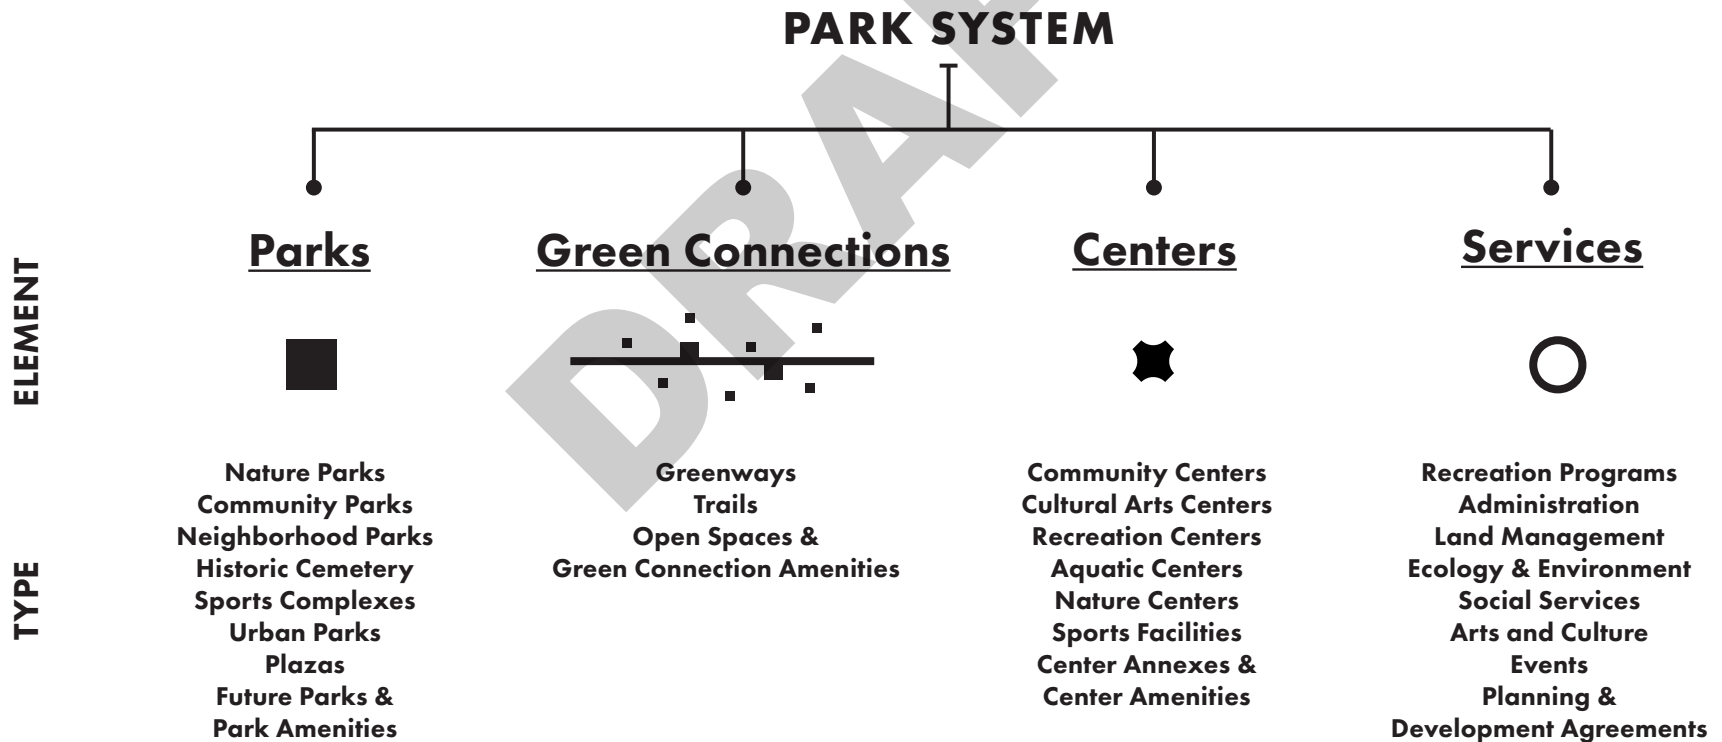 PARK SYSTEM
Parks
Green Connections
Centers
Services
ELEMENT
TYPE
Nature Parks
Community Parks
Neighborhood Parks
Historic Cemetery
Sports Complexes
Urban Parks
Plazas
Future Parks &
Park Amenities
Greenways
Trails
Open Spaces &
Green Connection Amenities
Community Centers
Cultural Arts Centers
Recreation Centers
Aquatic Centers
Nature Centers
Sports Facilities
Center Annexes &
Center Amenities
Recreation Programs
Administration
Land Management
Ecology & Environment
Social Services
Arts and Culture
Events
Planning &
Development Agreements